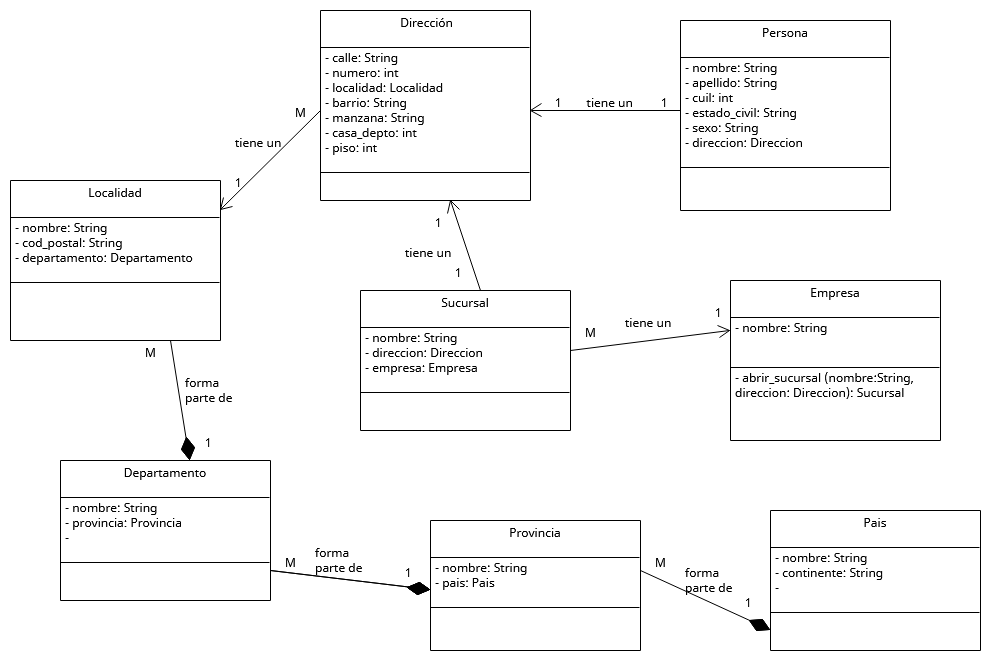 Dirección
- calle: String
- numero: int
- localidad: Localidad
- barrio: String
- manzana: String
- casa_depto: int
- piso: int
Persona
- nombre: String
- apellido: String
- cuil: int
- estado_civil: String
- sexo: String
- direccion: Direccion
1
tiene un
1
M
tiene un
1
Localidad
- nombre: String
- cod_postal: String
- departamento: Departamento
1
tiene un
1
Sucursal
- nombre: String
- direccion: Direccion
- empresa: Empresa
M
tiene un
1
Empresa
- nombre: String
- abrir_sucursal (nombre:String,
direccion: Direccion): Sucursal
M
forma
parte de
1
Departamento
- nombre: String
- provincia: Provincia
-
M
forma
parte de
1
Provincia
- nombre: String
- pais: Pais
M
forma
parte de
1
Pais
- nombre: String
- continente: String
-